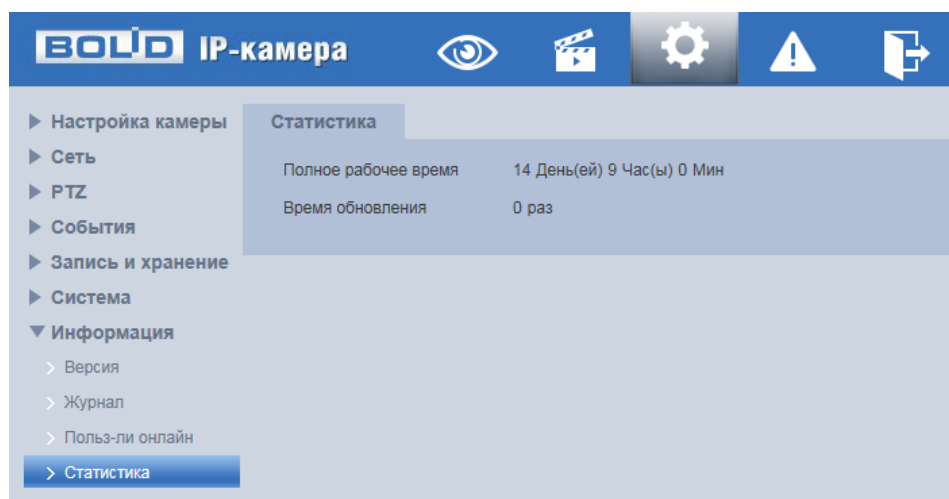 BOLID IP-камера
Настройка камеры
Сеть
PTZ
События
Запись и хранение
Система
Информация
Версия
Журнал
Польз-ли онлайн
Статистика
Статистика
Полное рабочее время 14 День(ей) 9 Час(ы) 0 Мин
Время обновления 0 раз